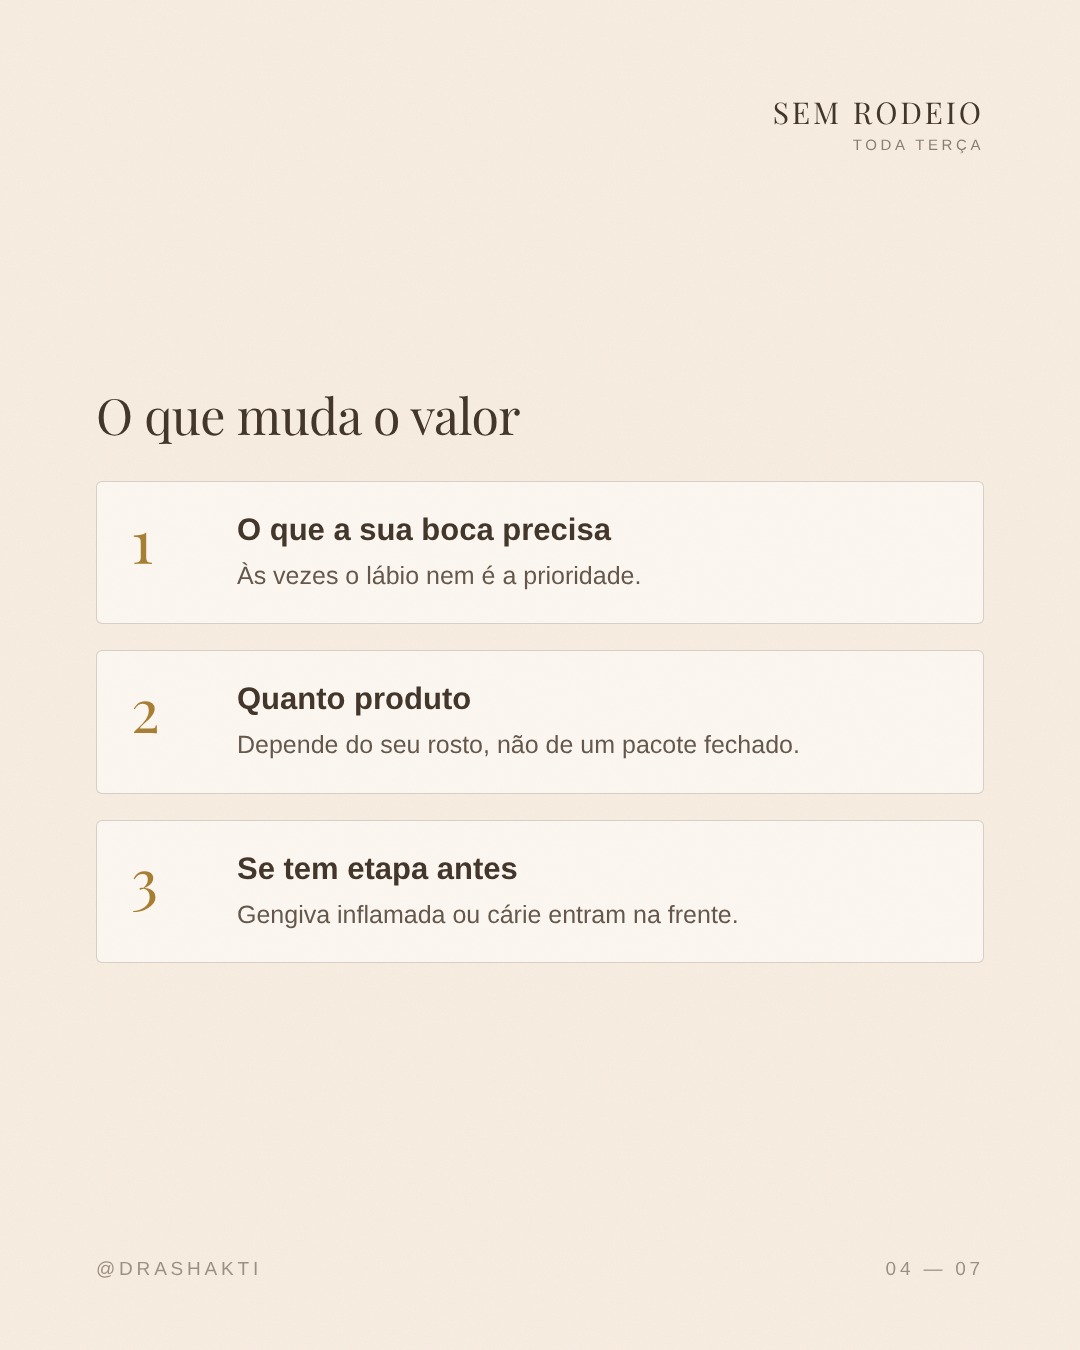 SEM RODEIO
TODA TERÇA
O que muda o valor
1
O que a sua boca precisa
Às vezes o lábio nem é a prioridade.
2
Quanto produto
Depende do seu rosto, não de um pacote fechado.
3
Se tem etapa antes
Gengiva inflamada ou cárie entram na frente.
@DRASHAKTI
04 — 07